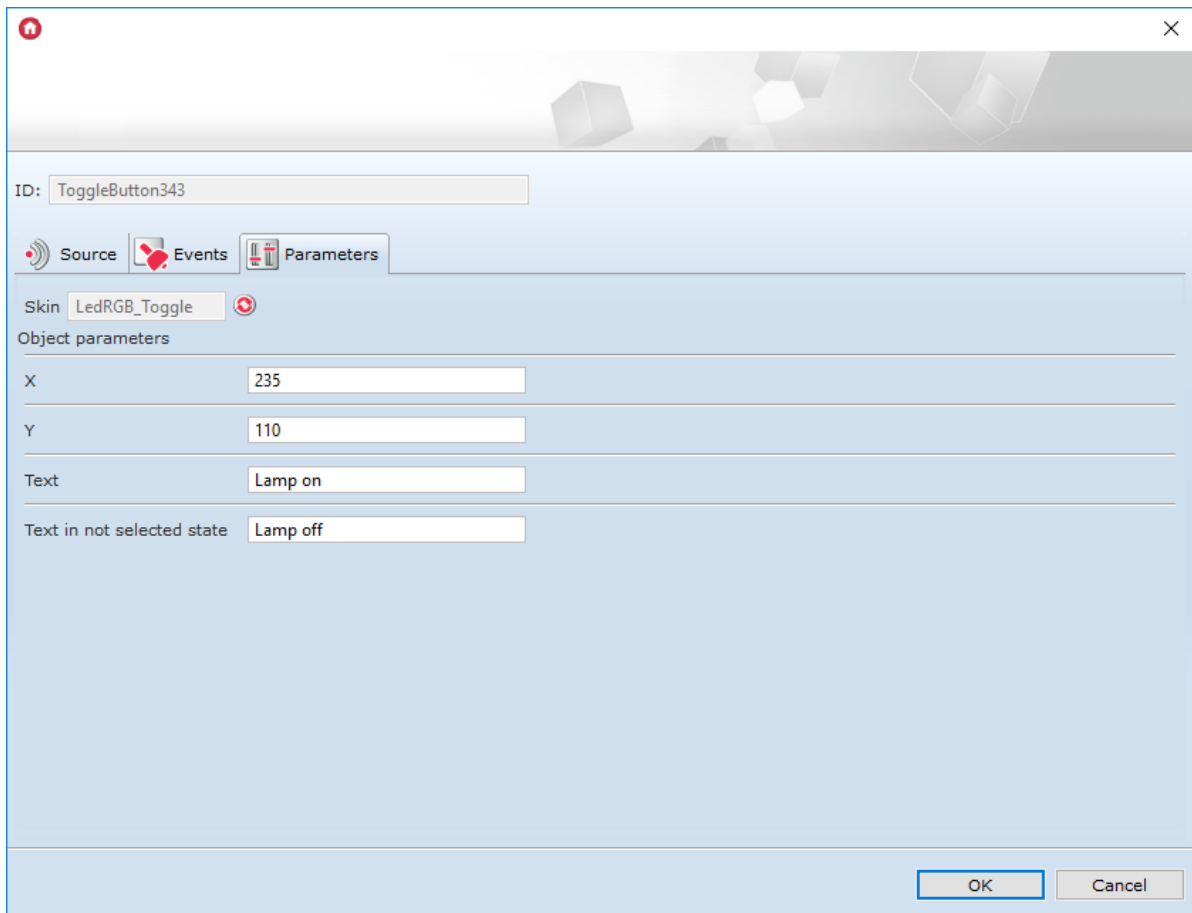 ID: ToggleButton343
Source Events Parameters
Skin LedRGB_Toggle
Object parameters
X 235
Y 110
Text Lamp on
Text in not selected state Lamp off
OK Cancel